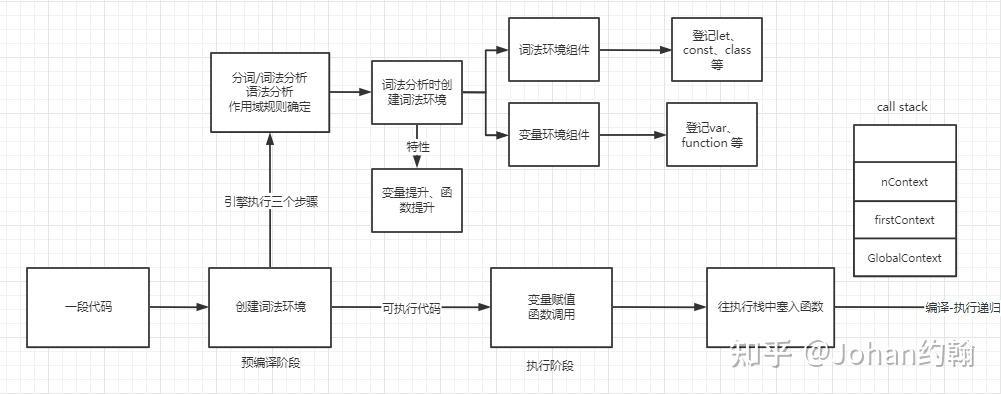 分词/词法分析
语法分析
作用域规则确定
词法分析时创
建词法环境
词法环境组件
登记let、
const、class
等
变量环境组件
登记var、
function 等
特性
变量提升、函
数提升
引擎执行三个步骤
call stack
nContext
firstContext
GlobalContext
一段代码
创建词法环境
可执行代码
变量赋值
函数调用
往执行栈中塞入函数
编译-执行递归
预编译阶段
执行阶段
知乎 @Johan约翰